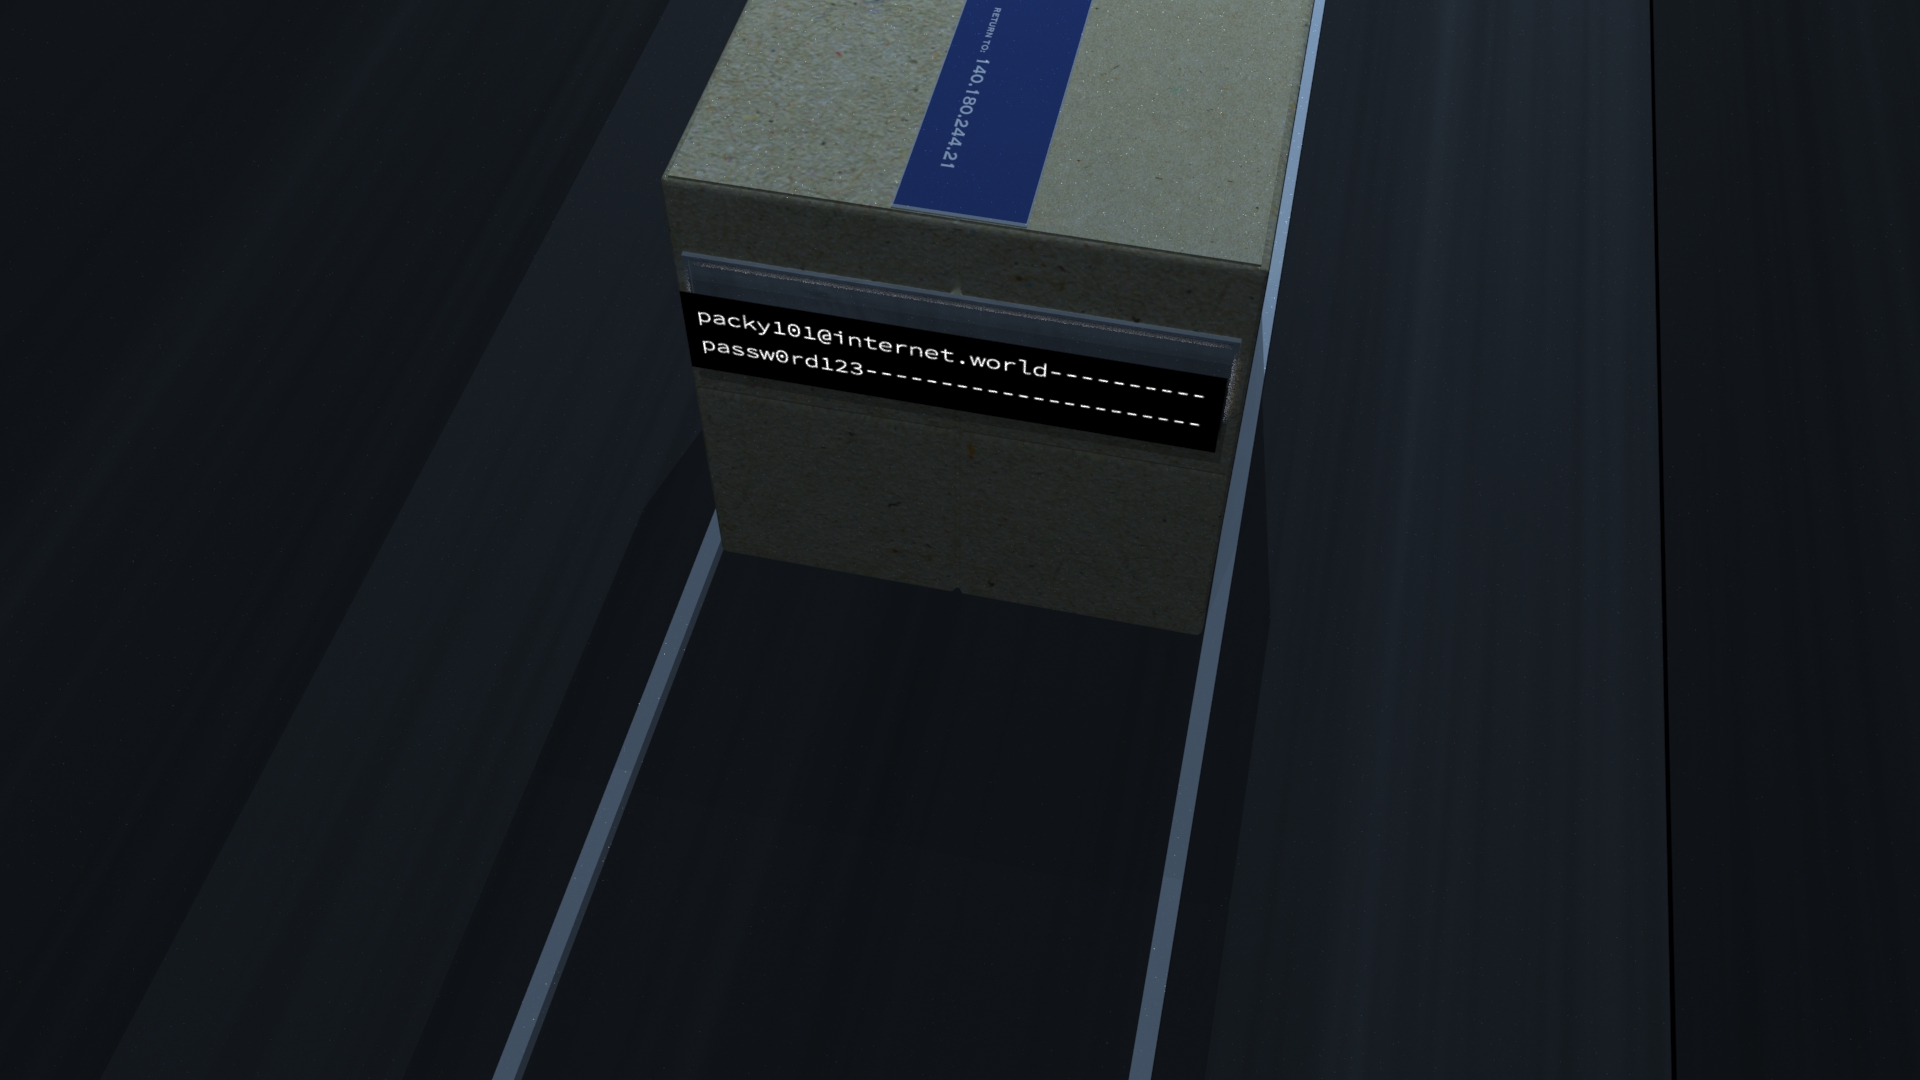 RETURN TO: 140.180.244.21
packy101@internet.world----------
passw0rd123----------------------